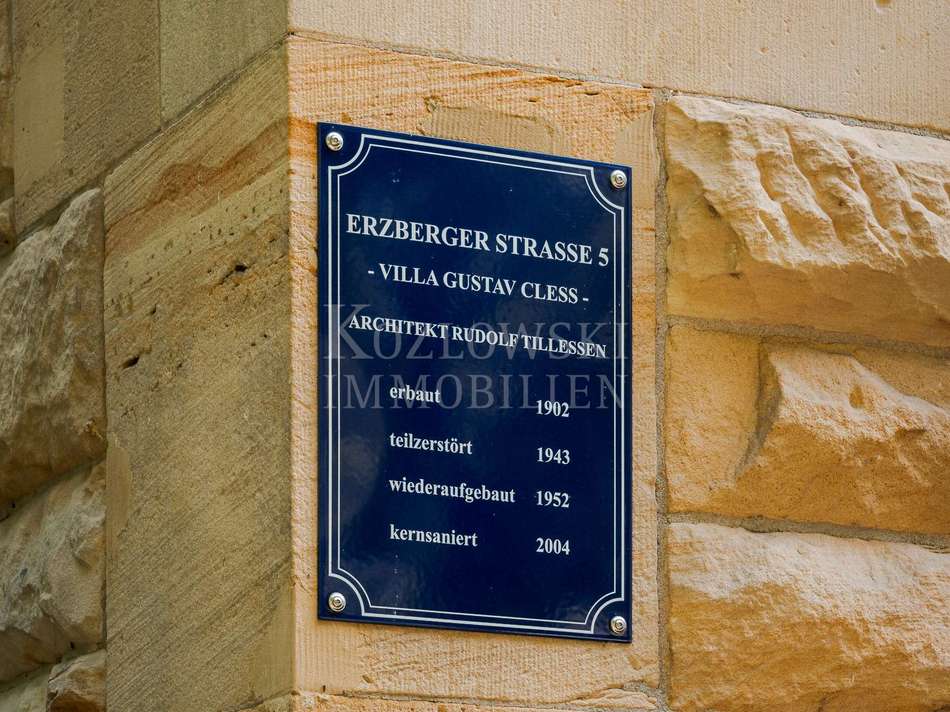 ERZBERGER STRASSE 5
- VILLA GUSTAV CLESS -
ARCHITEKT RUDOLF TILLESSEN
KOZLOWSKI
IMMOBILIEN
erbaut 1902
teilzerstört 1943
wiederaufgebaut 1952
kernsaniert 2004